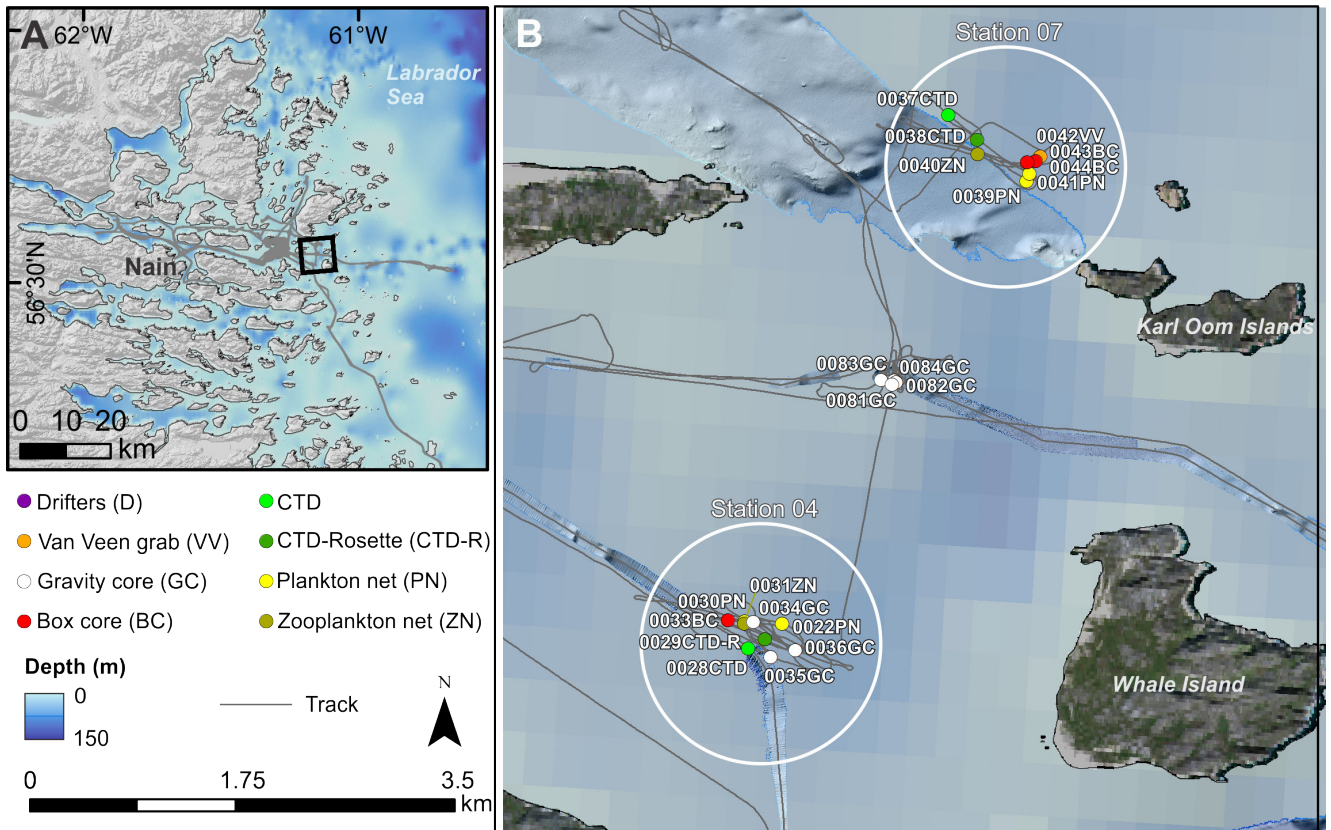 A
62°W
61°W
Labrador
Sea
Nain
56°30'N
0 10 20
km
Drifters (D)
Van Veen grab (VV)
Gravity core (GC)
Box core (BC)
CTD
CTD-Rosette (CTD-R)
Plankton net (PN)
Zooplankton net (ZN)
Depth (m)
0
150
Track
N
0 1.75 3.5
km
B
Station 07
0037CTD
0038CTD
0042VV
0043BC
0040ZN
0044BC
0041PN
0039PN
Karl Oom Islands
0083GC
0084GC
0082GC
0081GC
Station 04
0031ZN
0030PN
0034GC
0033BC
0022PN
0029CTD-R
0036GC
0028CTD
0035GC
Whale Island